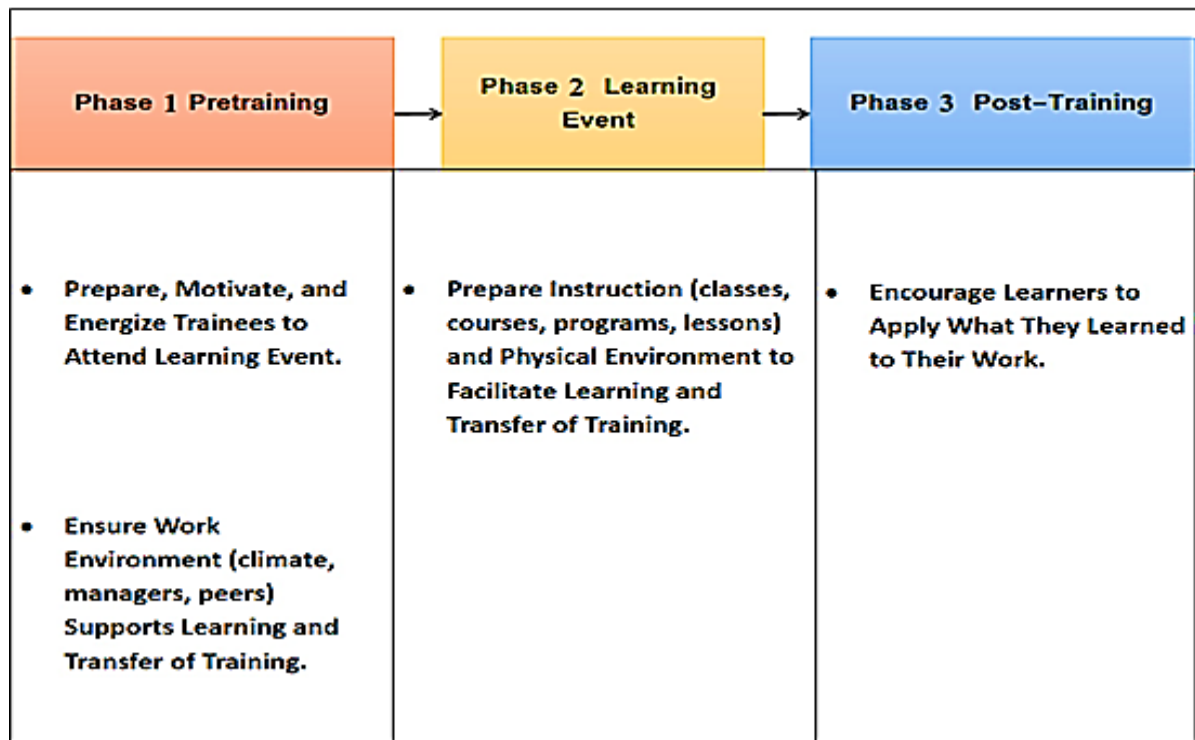 Phase 1 Pretraining
Phase 2 Learning
Event
Phase 3 Post-Training
• Prepare, Motivate, and
Energize Trainees to
Attend Learning Event.
• Ensure Work
Environment (climate,
managers, peers)
Supports Learning and
Transfer of Training.
• Prepare Instruction (classes,
courses, programs, lessons)
and Physical Environment to
Facilitate Learning and
Transfer of Training.
• Encourage Learners to
Apply What They Learned
to Their Work.